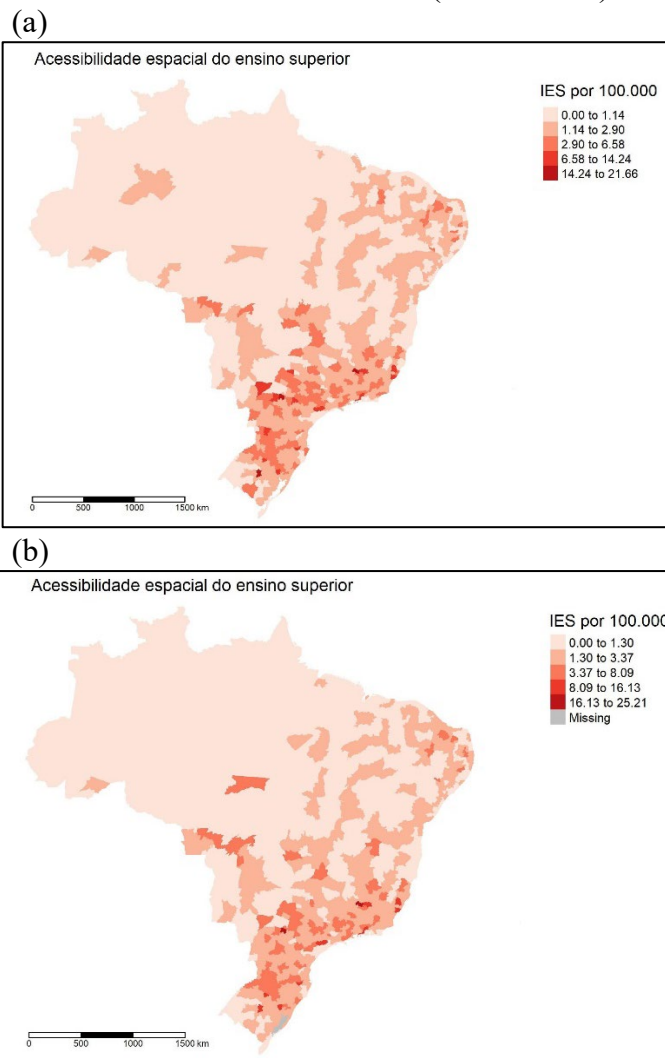 (a)
Acessibilidade espacial do ensino superior
IES por 100.000
0.00 to 1.14
1.14 to 2.90
2.90 to 6.58
6.58 to 14.24
14.24 to 21.66
0 500 1000 1500 km
(b)
Acessibilidade espacial do ensino superior
IES por 100.000
0.00 to 1.30
1.30 to 3.37
3.37 to 8.09
8.09 to 16.13
16.13 to 25.21
Missing
0 500 1000 1500 km